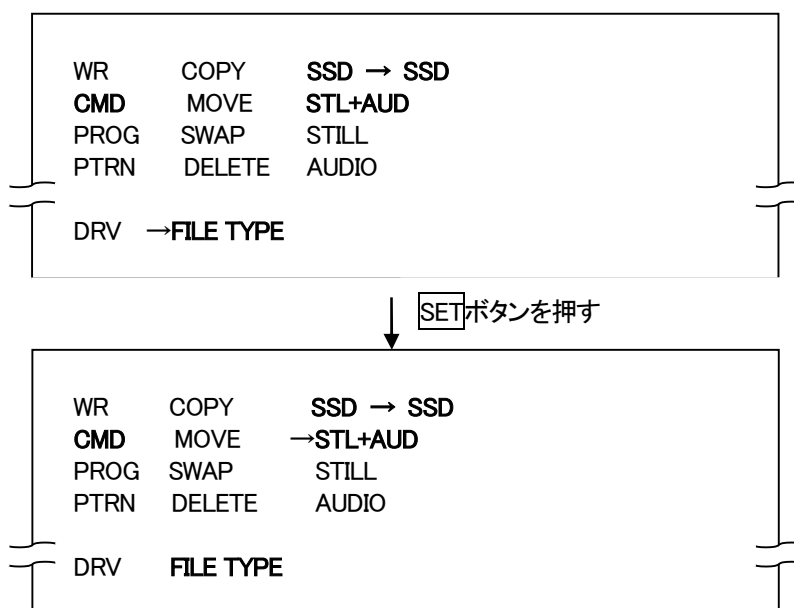 WR COPY SSD → SSD
CMD MOVE STL+AUD
PROG SWAP STILL
PTRN DELETE AUDIO
DRV →FILE TYPE
SETボタンを押す
WR COPY SSD → SSD
CMD MOVE →STL+AUD
PROG SWAP STILL
PTRN DELETE AUDIO
DRV FILE TYPE